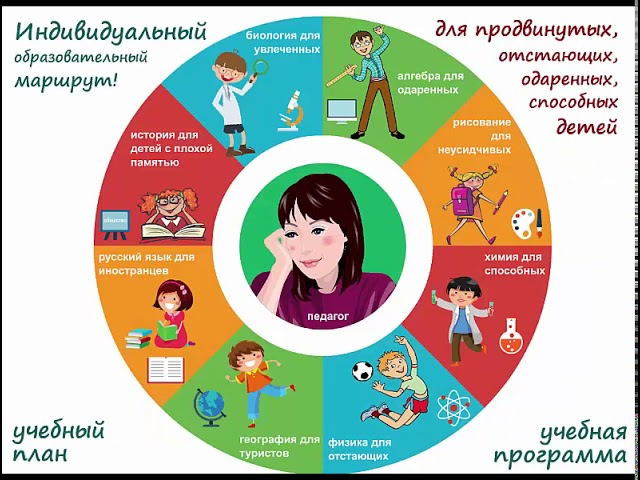 Индивидуальный
образовательный
маршрут!
для продвинутых,
отстающих,
одаренных,
способных
детей
биология для
увлеченных
алгебра для
одаренных
рисование
для
неусидчивых
химия для
способных
физика для
отстающих
география для
туристов
русский язык для
иностранцев
история для
детей с плохой
памятью
педагог
учебный
план
учебная
программа